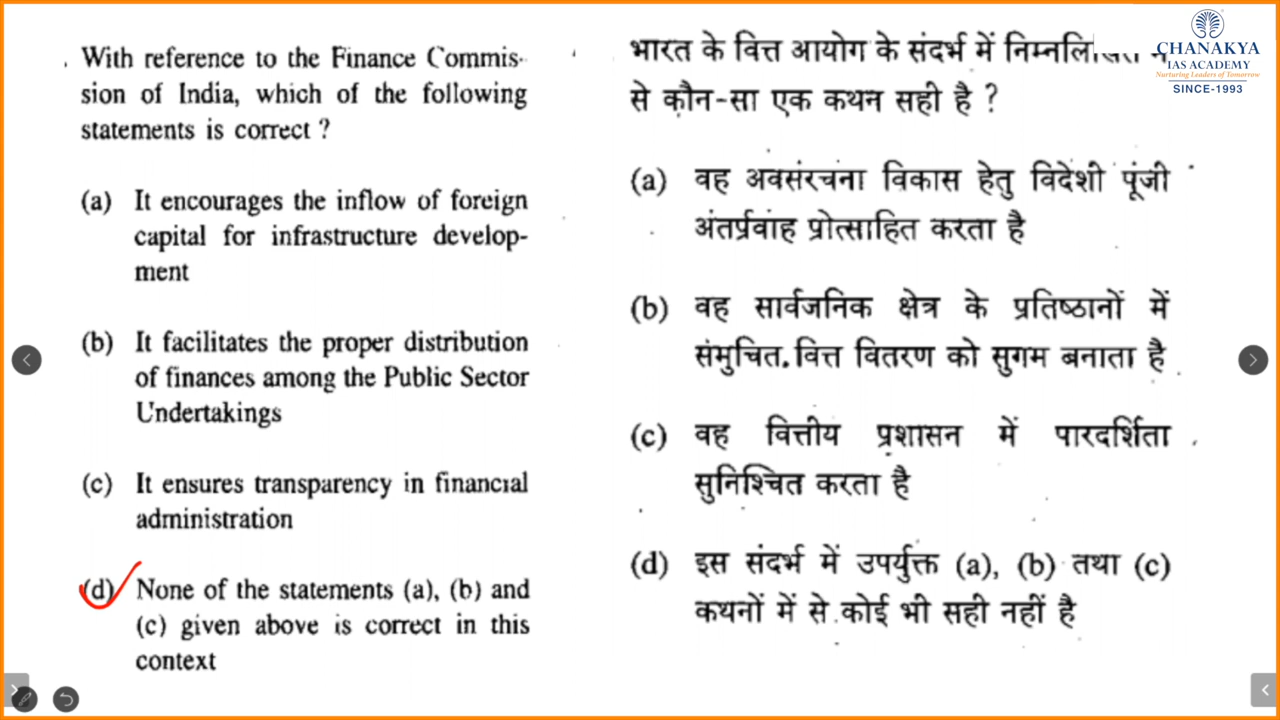 With reference to the Finance Commis-
sion of India, which of the following
statements is correct ?
(a) It encourages the inflow of foreign
capital for infrastructure develop-
ment
(b) It facilitates the proper distribution
of finances among the Public Sector
Undertakings
(c) It ensures transparency in financial
administration
(d) None of the statements (a), (b) and
(c) given above is correct in this
context
भारत के वित्त आयोग के संदर्भ में
से कौन-सा एक कथन सही है ?
(a) वह अवसंरचना विकास हेतु विदेशी पूंजी
अंतर्प्रवाह प्रोत्साहित करता है
(b) वह सार्वजनिक क्षेत्र के प्रतिष्ठानों में
संमुचित वित्त वितरण को सुगम बनाता है
(c) वह वित्तीय प्रशासन में पारदर्शिता
सुनिश्चित करता है
(d) इस संदर्भ में उपर्युक्त (a), (b) तथा (c)
कथनों में से कोई भी सही नहीं है
CHANAKYA
IAS ACADEMY
Nurturing Leaders of Tomorrow
SINCE-1993